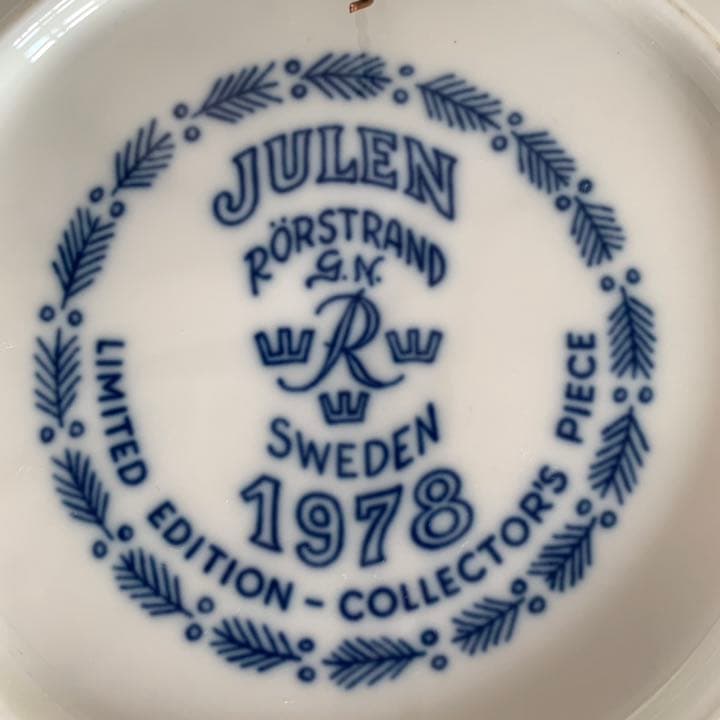 JULEN
RÖRSTRAND
G.N.
R
SWEDEN
1978
LIMITED EDITION - COLLECTOR'S PIECE